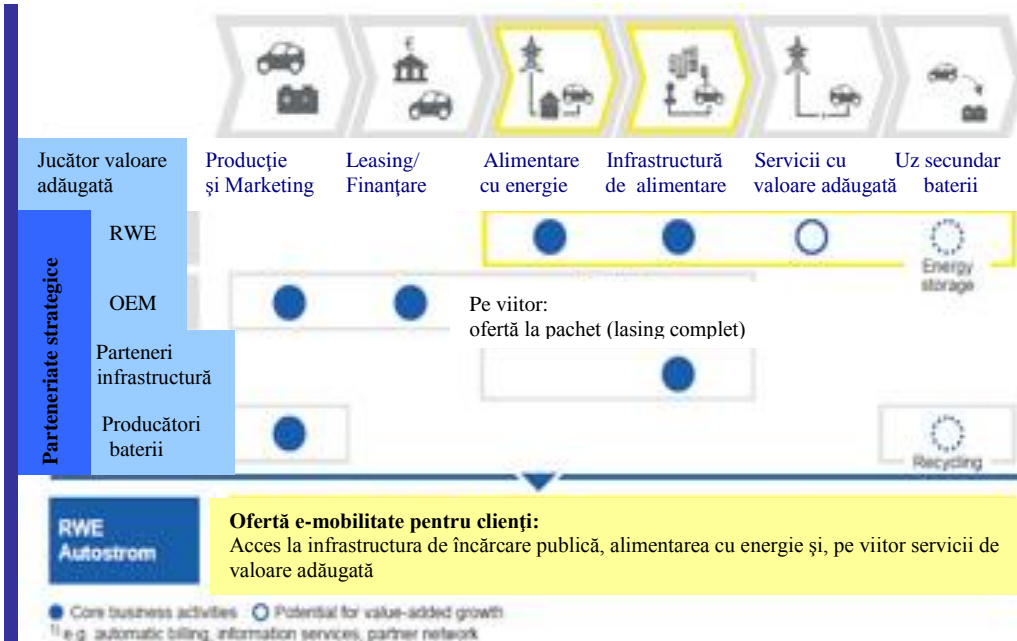 Jucător valoare
adăugată
Producţie
şi Marketing
Leasing/
Finanţare
Alimentare
cu energie
Infrastructură
de alimentare
Servicii cu
valoare adăugată
Uz secundar
baterii
Parteneriate strategice
RWE
Energy
storage
OEM
Pe viitor:
ofertă la pachet (lasing complet)
Parteneri
infrastructură
Producători
baterii
Recycling
RWE
Autostrom
Ofertă e-mobilitate pentru clienţi:
Acces la infrastructura de încărcare publică, alimentarea cu energie şi, pe viitor servicii de
valoare adăugată
Core business activities Potential for value-added growth
1) e.g. automatic billing, information services, partner network